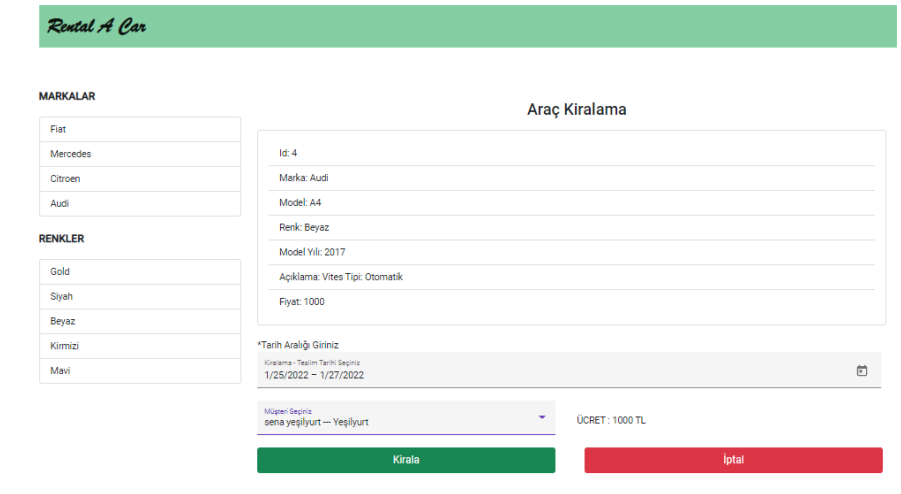 Rental A Car
MARKALAR
Fiat
Mercedes
Citroen
Audi
RENKLER
Gold
Siyah
Beyaz
Kirmizi
Mavi
Araç Kiralama
Id: 4
Marka: Audi
Model: A4
Renk: Beyaz
Model Yılı: 2017
Açıklama: Vites Tipi: Otomatik
Fiyat: 1000
*Tarih Aralığı Giriniz
Kiralama - Teslim Tarihi Seçiniz
1/25/2022 – 1/27/2022
Müşteri Seçiniz
sena yeşilyurt --- Yeşilyurt
ÜCRET : 1000 TL
Kirala
İptal